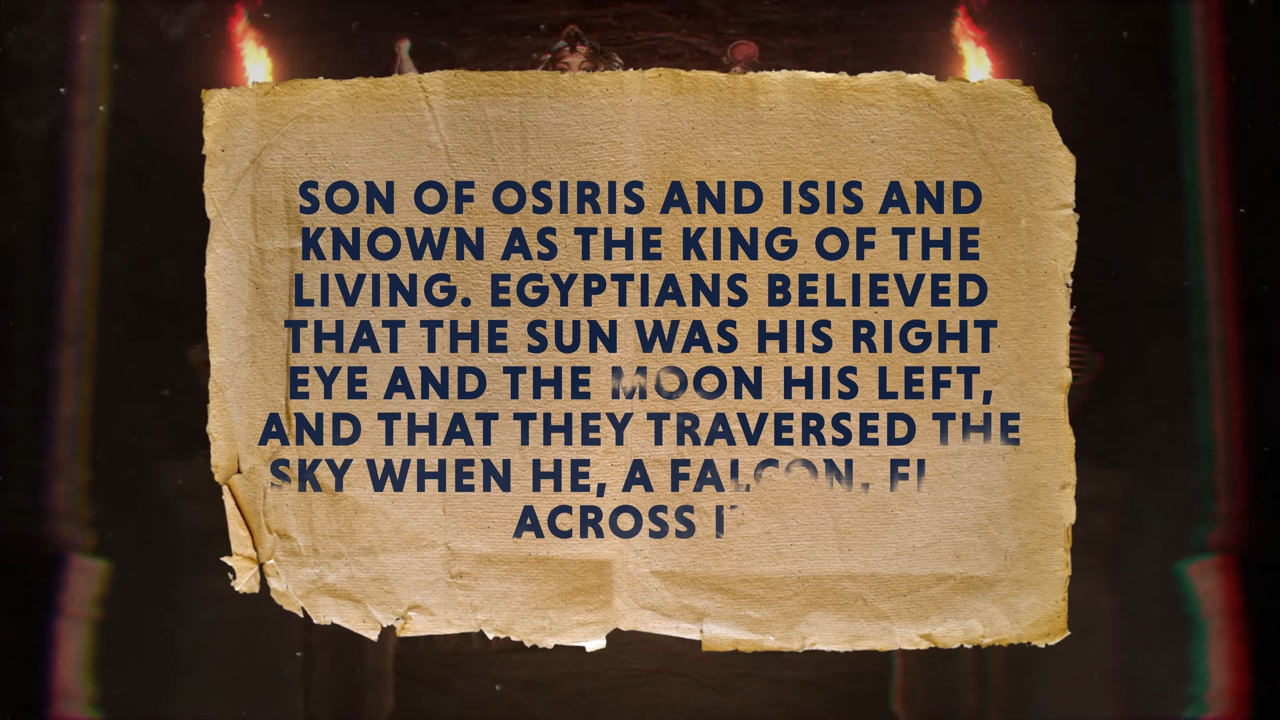 SON OF OSIRIS AND ISIS AND
KNOWN AS THE KING OF THE
LIVING. EGYPTIANS BELIEVED
THAT THE SUN WAS HIS RIGHT
EYE AND THE MOON HIS LEFT,
AND THAT THEY TRAVERSED THE
SKY WHEN HE, A FALCON,
ACROSS